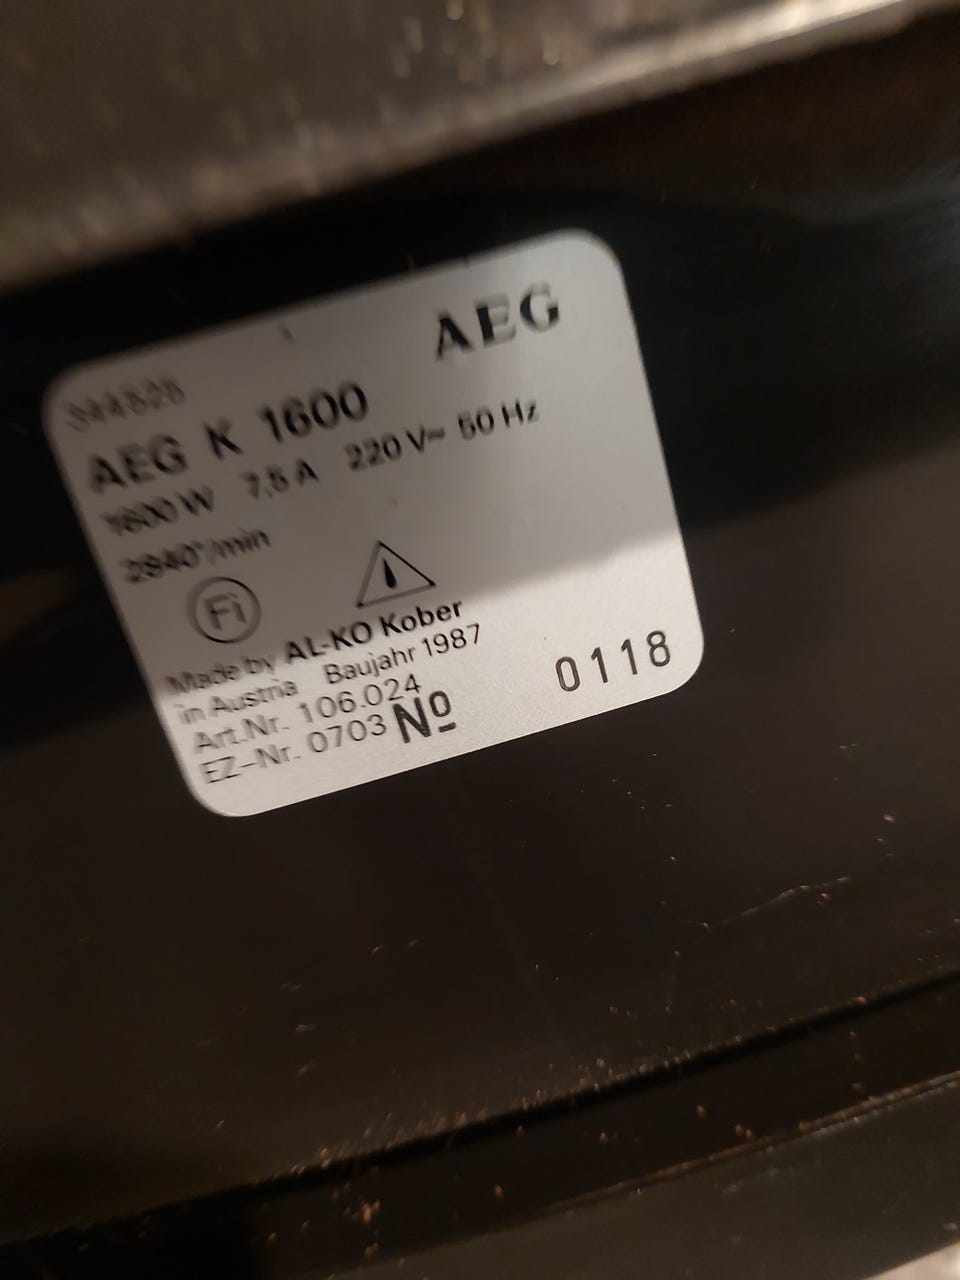 AEG
344828
AEG K 1600
1600 W 7,5 A 220 V~ 50 Hz
2840°/min
Fi
Made by AL-KO Kober
in Austria Baujahr 1987
Art.Nr. 106.024
EZ-Nr. 0703 Nº 0118